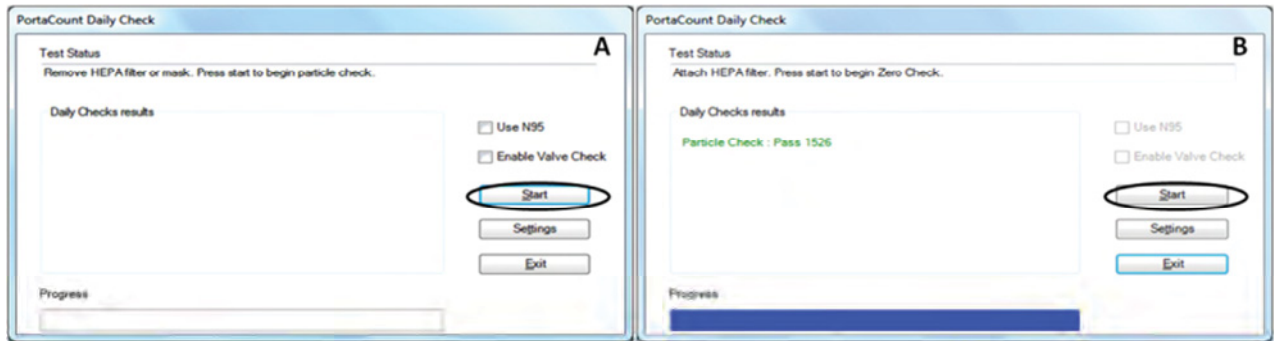 PortaCount Daily Check
A
Test Status
Remove HEPA filter or mask. Press start to begin particle check.
Daily Checks results
Use N95
Enable Valve Check
Start
Settings
Exit
Progress
PortaCount Daily Check
B
Test Status
Attach HEPA filter. Press start to begin Zero Check.
Daily Checks results
Particle Check : Pass 1526
Use N95
Enable Valve Check
Start
Settings
Exit
Progress